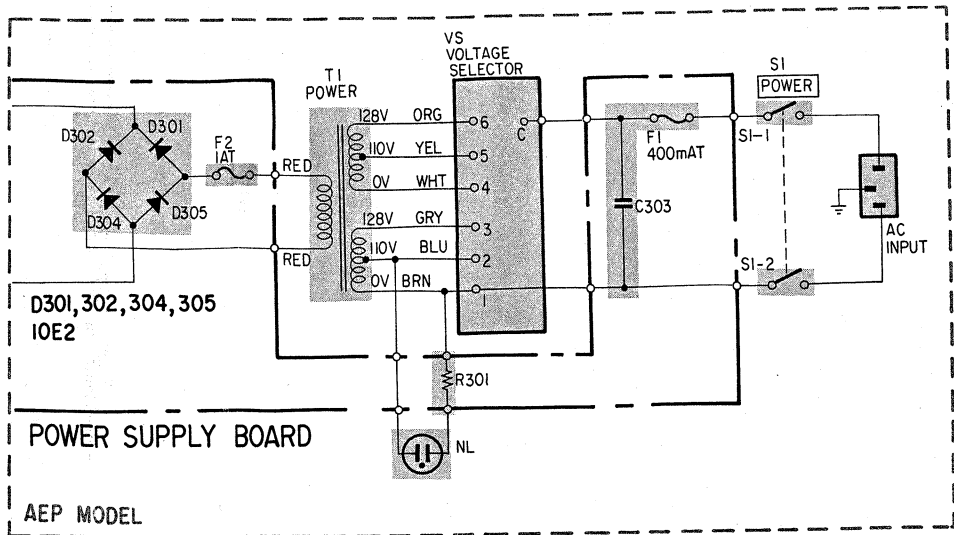 VS
VOLTAGE
SELECTOR
T1
POWER
S1
POWER
D302
D301
F2
1AT
128V ORG
6
C
F1
400mAT
S1-1
RED
110V YEL
5
0V WHT
4
D304
D305
128V GRY
3
C303
AC
INPUT
110V BLU
2
RED
0V BRN
1
S1-2
D301, 302, 304, 305
10E2
R301
POWER SUPPLY BOARD
NL
AEP MODEL